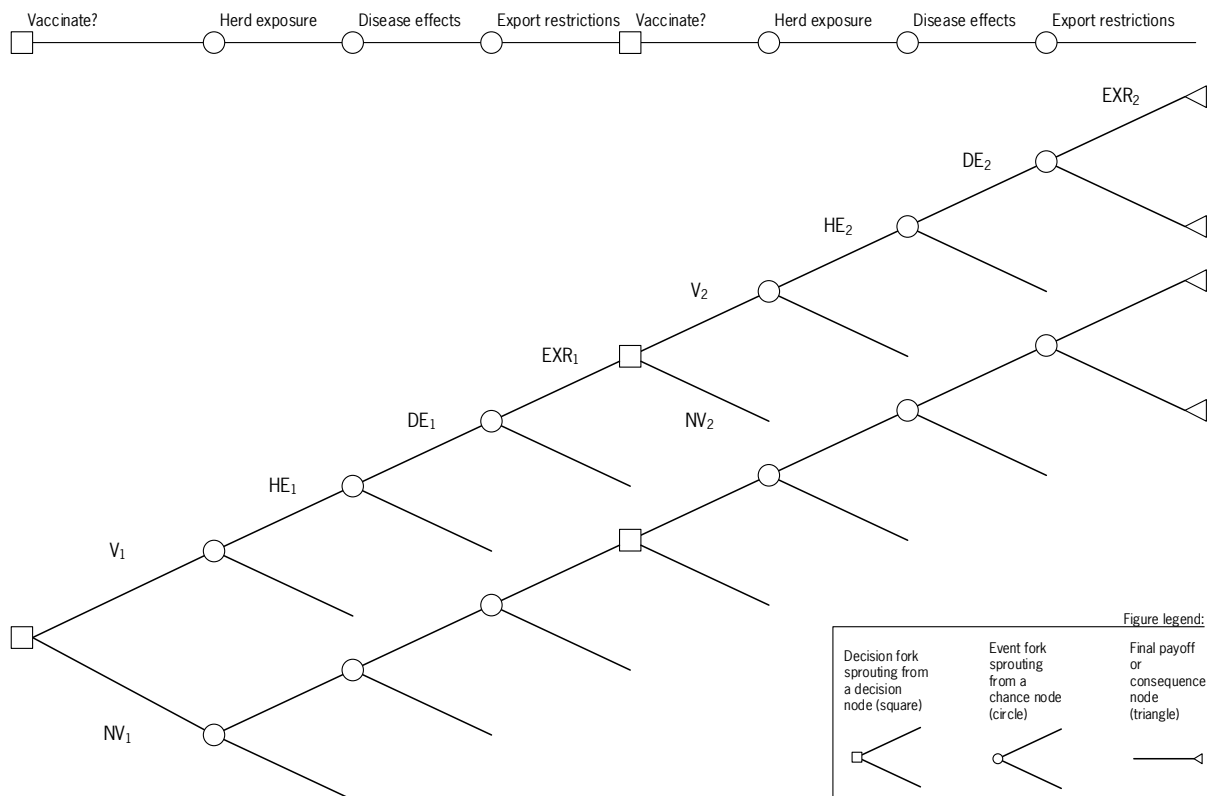 Vaccinate? Herd exposure Disease effects Export restrictions Vaccinate? Herd exposure Disease effects Export restrictions
EXR₂
DE₂
HE₂
V₂
EXR₁
DE₁
NV₂
HE₁
V₁
NV₁
Figure legend:
Decision fork
sprouting from
a decision
node (square)
Event fork
sprouting
from a
chance node
(circle)
Final payoff
or
consequence
node
(triangle)